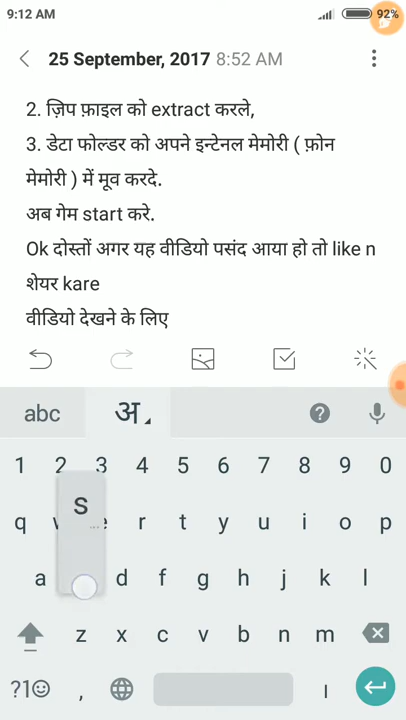 9:12 AM 92%
25 September, 2017 8:52 AM
2. ज़िप फ़ाइल को extract करले,
3. डेटा फोल्डर को अपने इन्टेनल मेमोरी ( फ़ोन
मेमोरी ) में मूव करदे.
अब गेम start करे.
Ok दोस्तों अगर यह वीडियो पसंद आया हो तो like n
शेयर kare
वीडियो देखने के लिए
abc अ
1 2 3 4 5 6 7 8 9 0
q e r t y u i o p
s ...
a d f g h j k l
z x c v b n m
?1☺ , ।